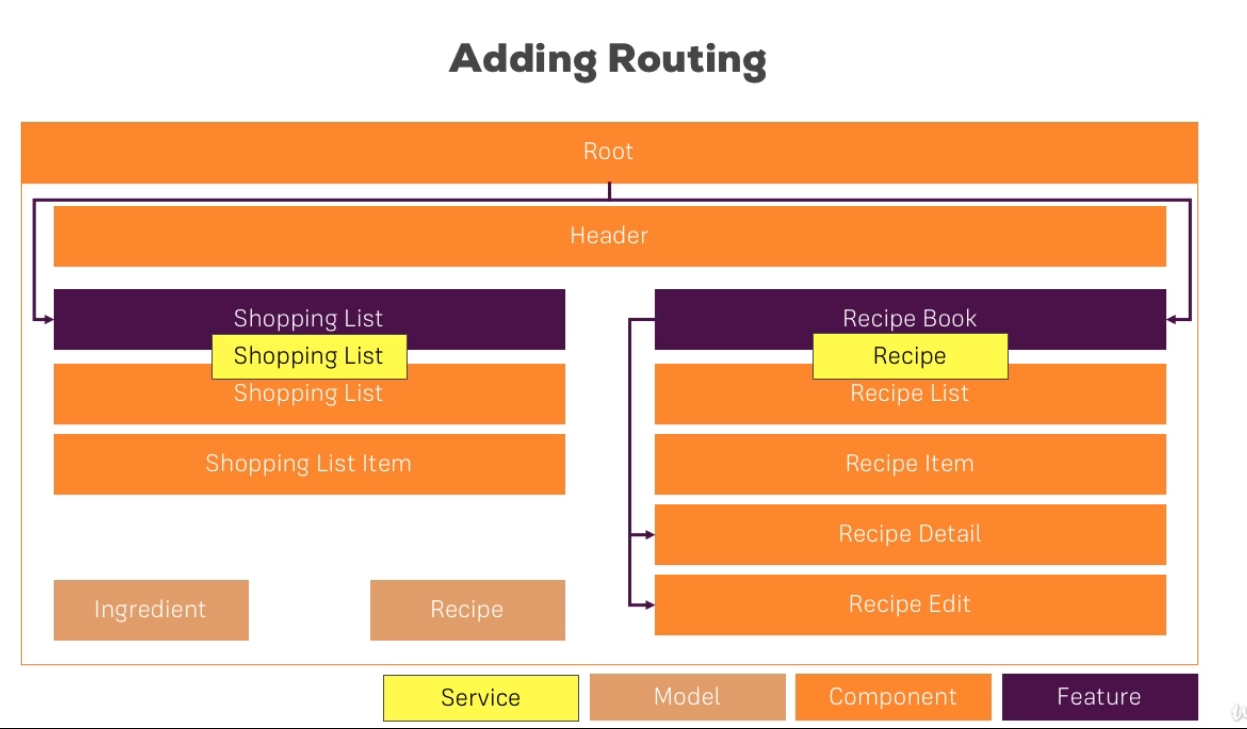 Adding Routing
Root
Header
Shopping List
Shopping List
Shopping List
Shopping List Item
Ingredient
Recipe
Recipe Book
Recipe
Recipe List
Recipe Item
Recipe Detail
Recipe Edit
Service
Model
Component
Feature